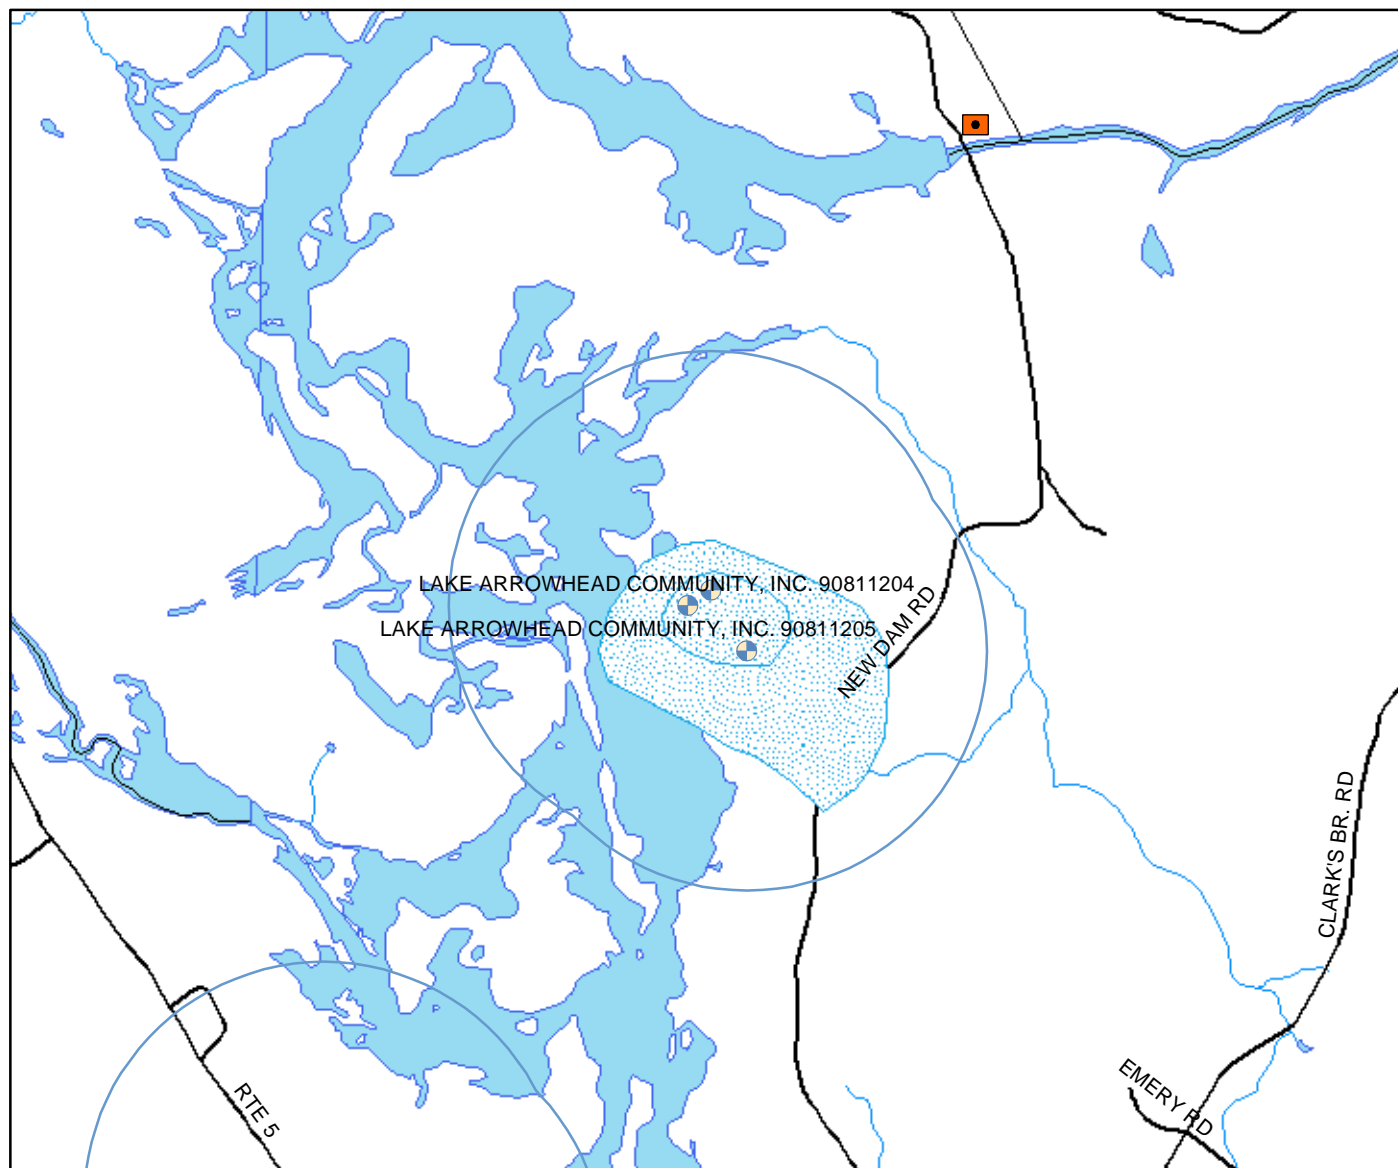 LAKE ARROWHEAD COMMUNITY, INC. 90811204
LAKE ARROWHEAD COMMUNITY, INC. 90811205
NEW DAM RD
CLARK'S BR. RD
RTE 5
EMERY RD